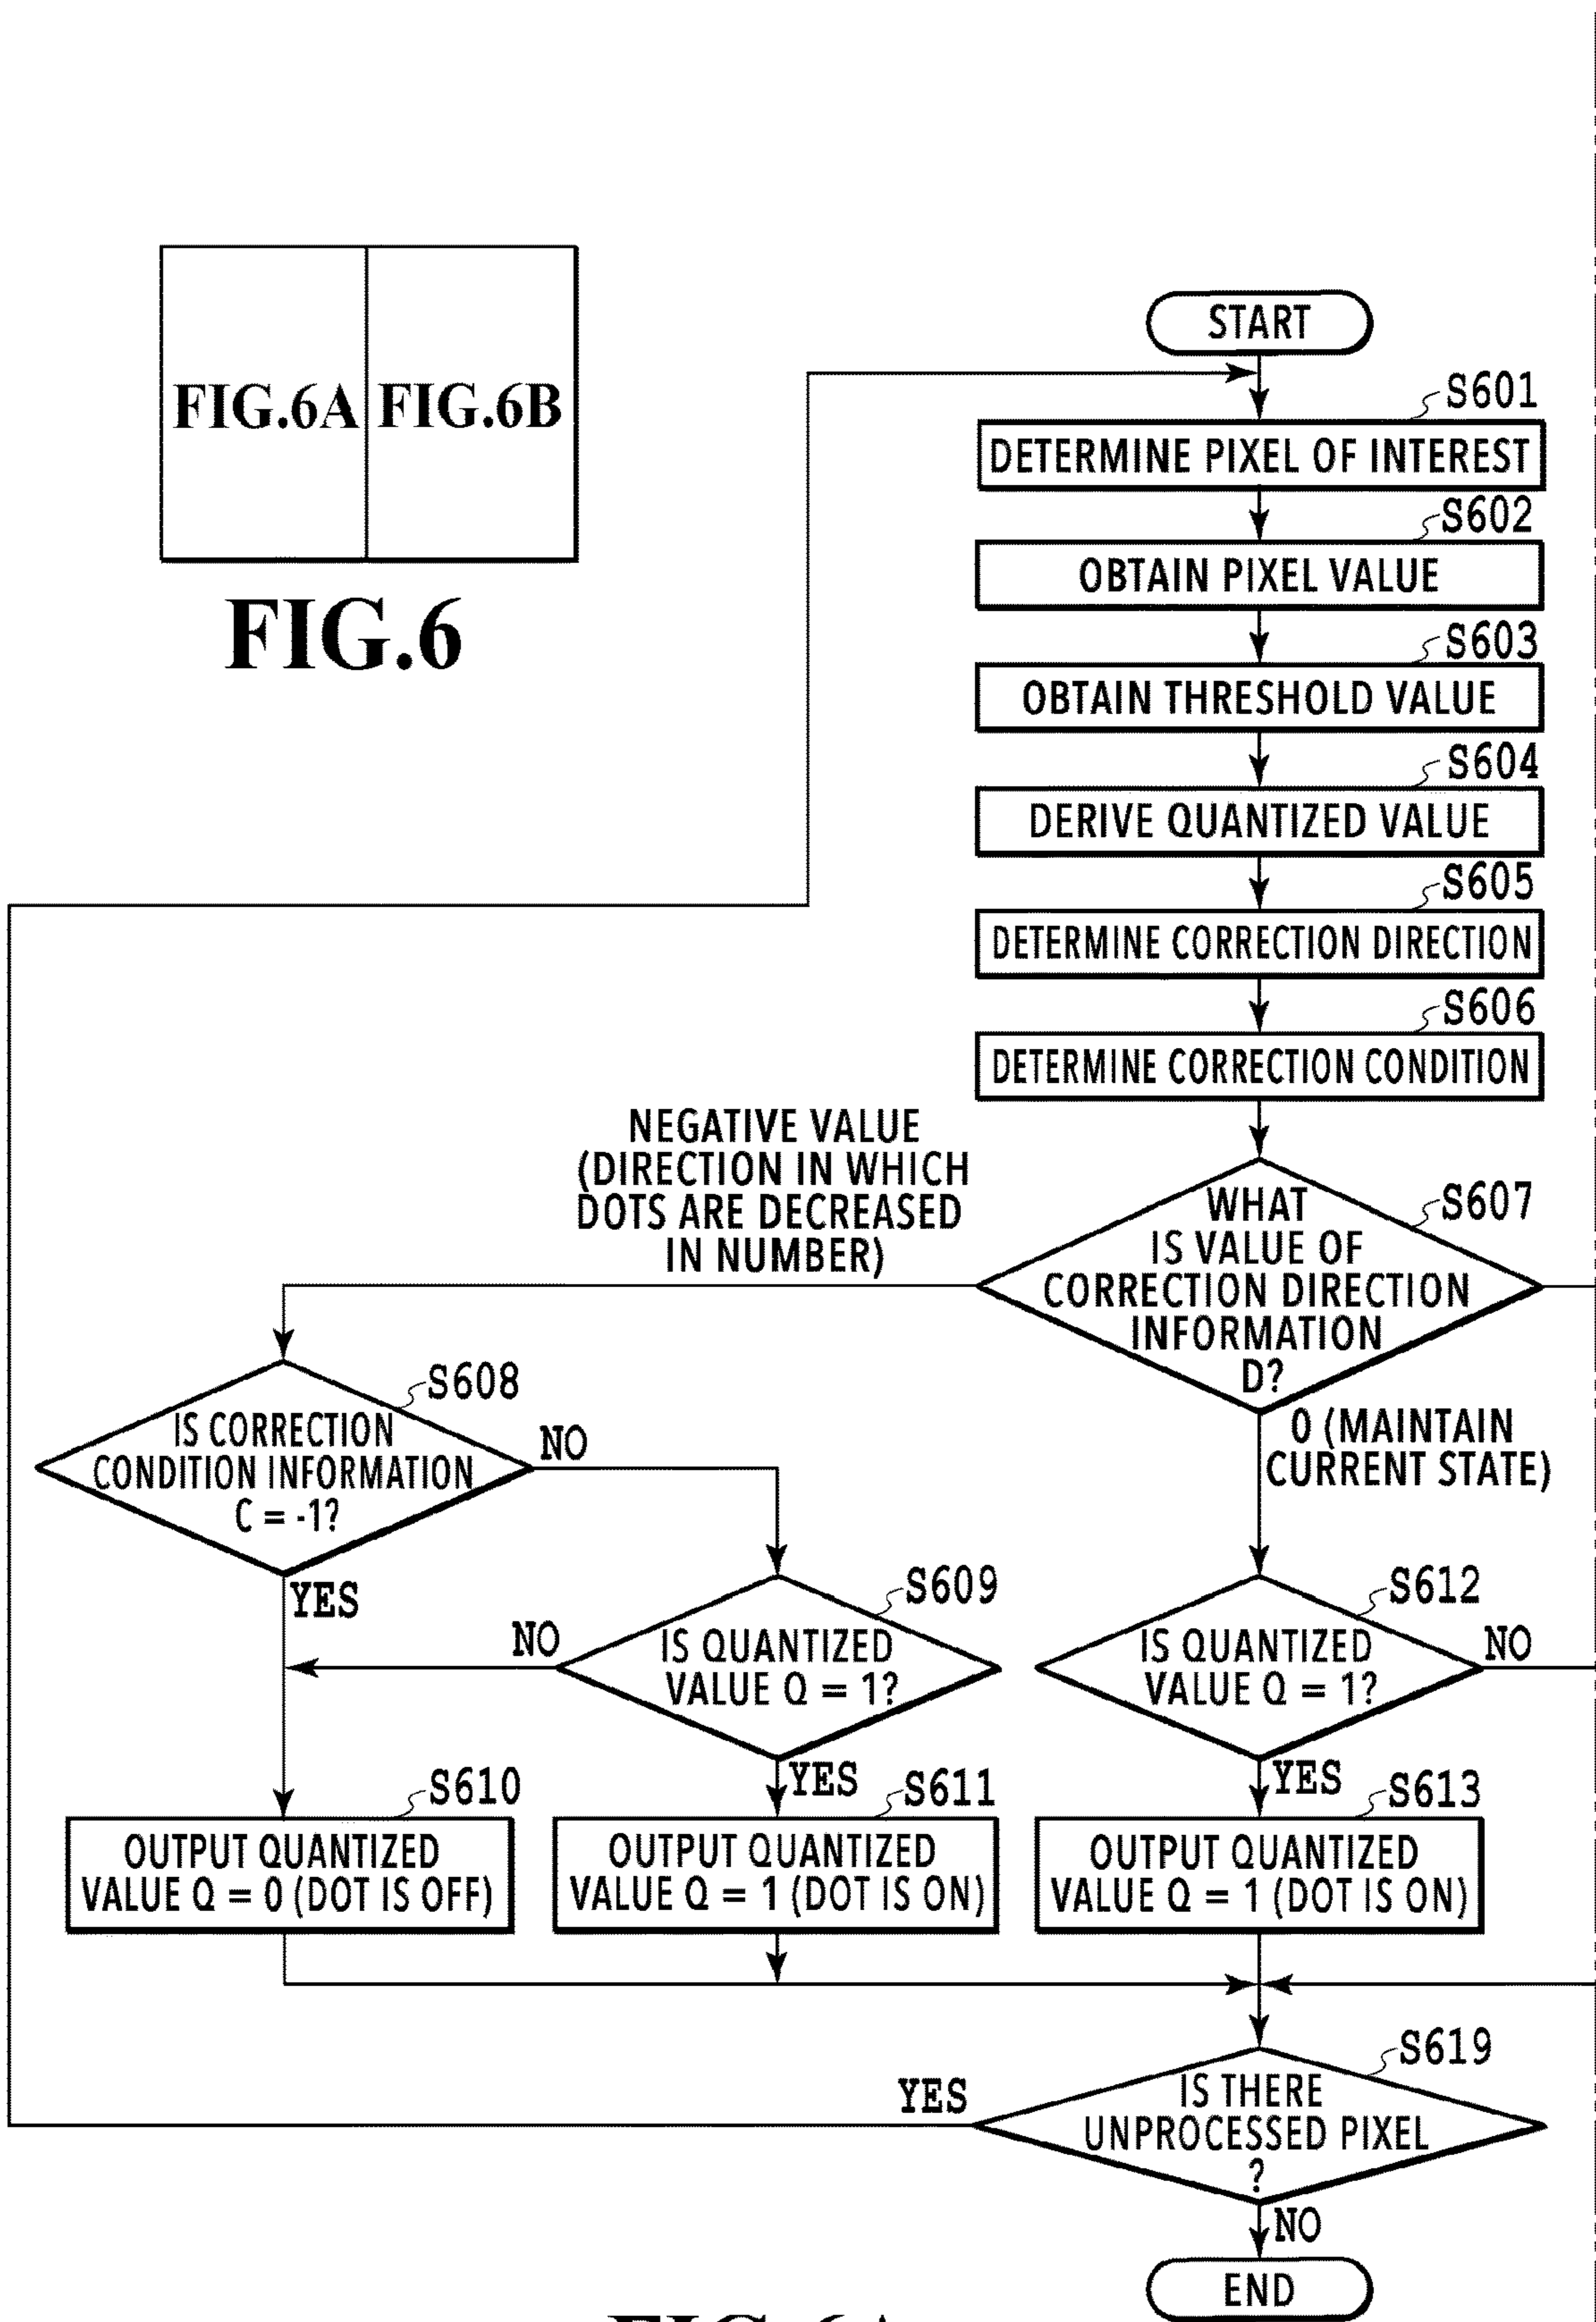 FIG.6A
FIG.6B
FIG.6
START
S601
DETERMINE PIXEL OF INTEREST
S602
OBTAIN PIXEL VALUE
S603
OBTAIN THRESHOLD VALUE
S604
DERIVE QUANTIZED VALUE
S605
DETERMINE CORRECTION DIRECTION
S606
DETERMINE CORRECTION CONDITION
NEGATIVE VALUE
(DIRECTION IN WHICH
DOTS ARE DECREASED
IN NUMBER)
S607
WHAT
IS VALUE OF
CORRECTION DIRECTION
INFORMATION
D?
0 (MAINTAIN
CURRENT STATE)
S608
IS CORRECTION
CONDITION INFORMATION
C = -1?
NO
YES
S609
IS QUANTIZED
VALUE Q = 1?
NO
YES
S612
IS QUANTIZED
VALUE Q = 1?
NO
YES
S610
OUTPUT QUANTIZED
VALUE Q = 0 (DOT IS OFF)
S611
OUTPUT QUANTIZED
VALUE Q = 1 (DOT IS ON)
S613
OUTPUT QUANTIZED
VALUE Q = 1 (DOT IS ON)
S619
IS THERE
UNPROCESSED PIXEL
?
YES
NO
END